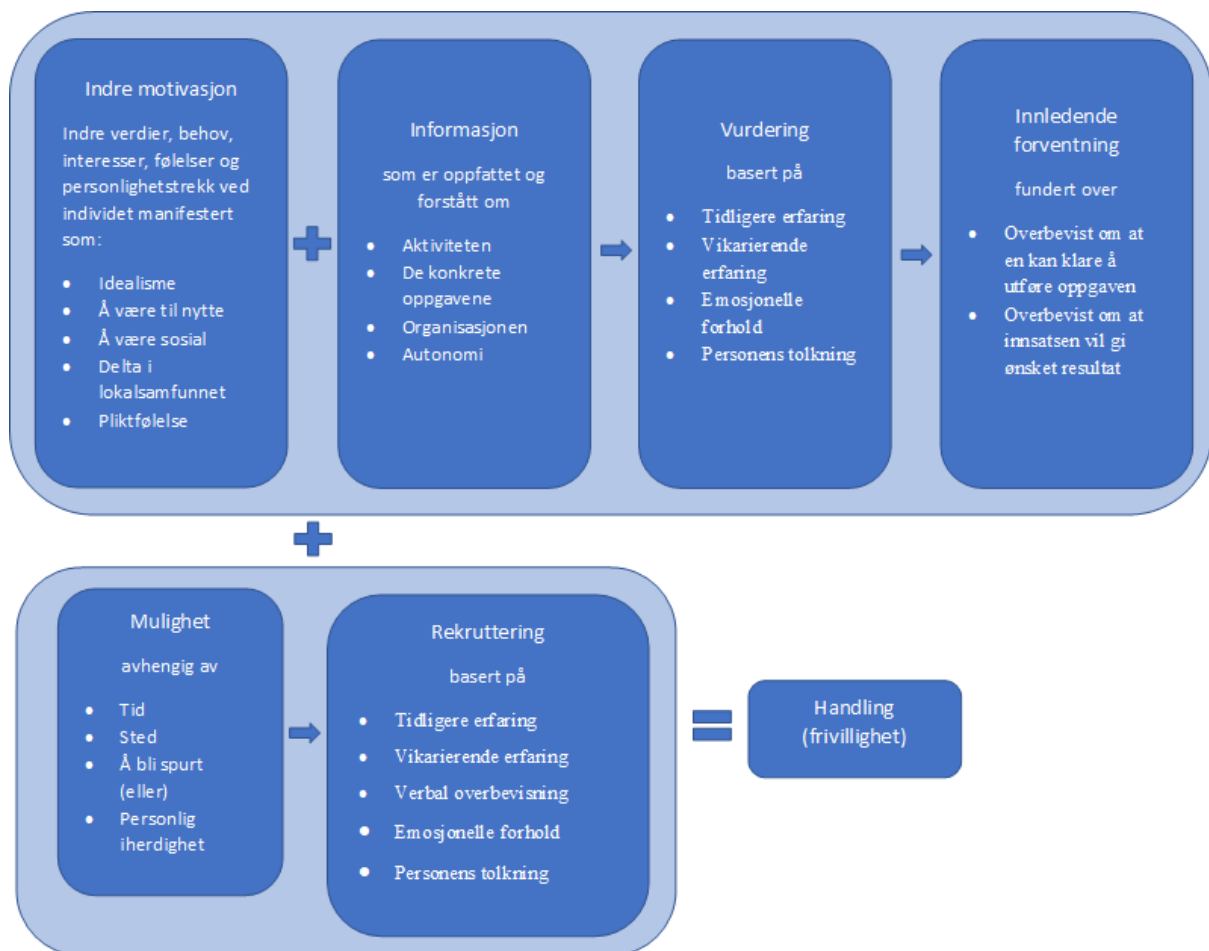 Indre motivasjon
Indre verdier, behov,
interesser, følelser og
personlighetstrekk ved
individet manifestert
som:
• Idealisme
• Å være til nytte
• Å være sosial
• Delta i
lokalsamfunnet
• Pliktfølelse
Informasjon
som er oppfattet og
forstått om
• Aktiviteten
• De konkrete
oppgavene
• Organisasjonen
• Autonomi
Vurdering
basert på
• Tidligere erfaring
• Vikarierende
erfaring
• Emosjonelle
forhold
• Personens tolkning
Innledende
forventning
fundert over
• Overbevist om at
en kan klare å
utføre oppgaven
• Overbevist om at
innsatsen vil gi
ønsket resultat
Mulighet
avhengig av
• Tid
• Sted
• Å bli spurt
(eller)
• Personlig
iherdighet
Rekruttering
basert på
• Tidligere erfaring
• Vikarierende erfaring
• Verbal overbevisning
• Emosjonelle forhold
• Personens tolkning
Handling
(frivillighet)